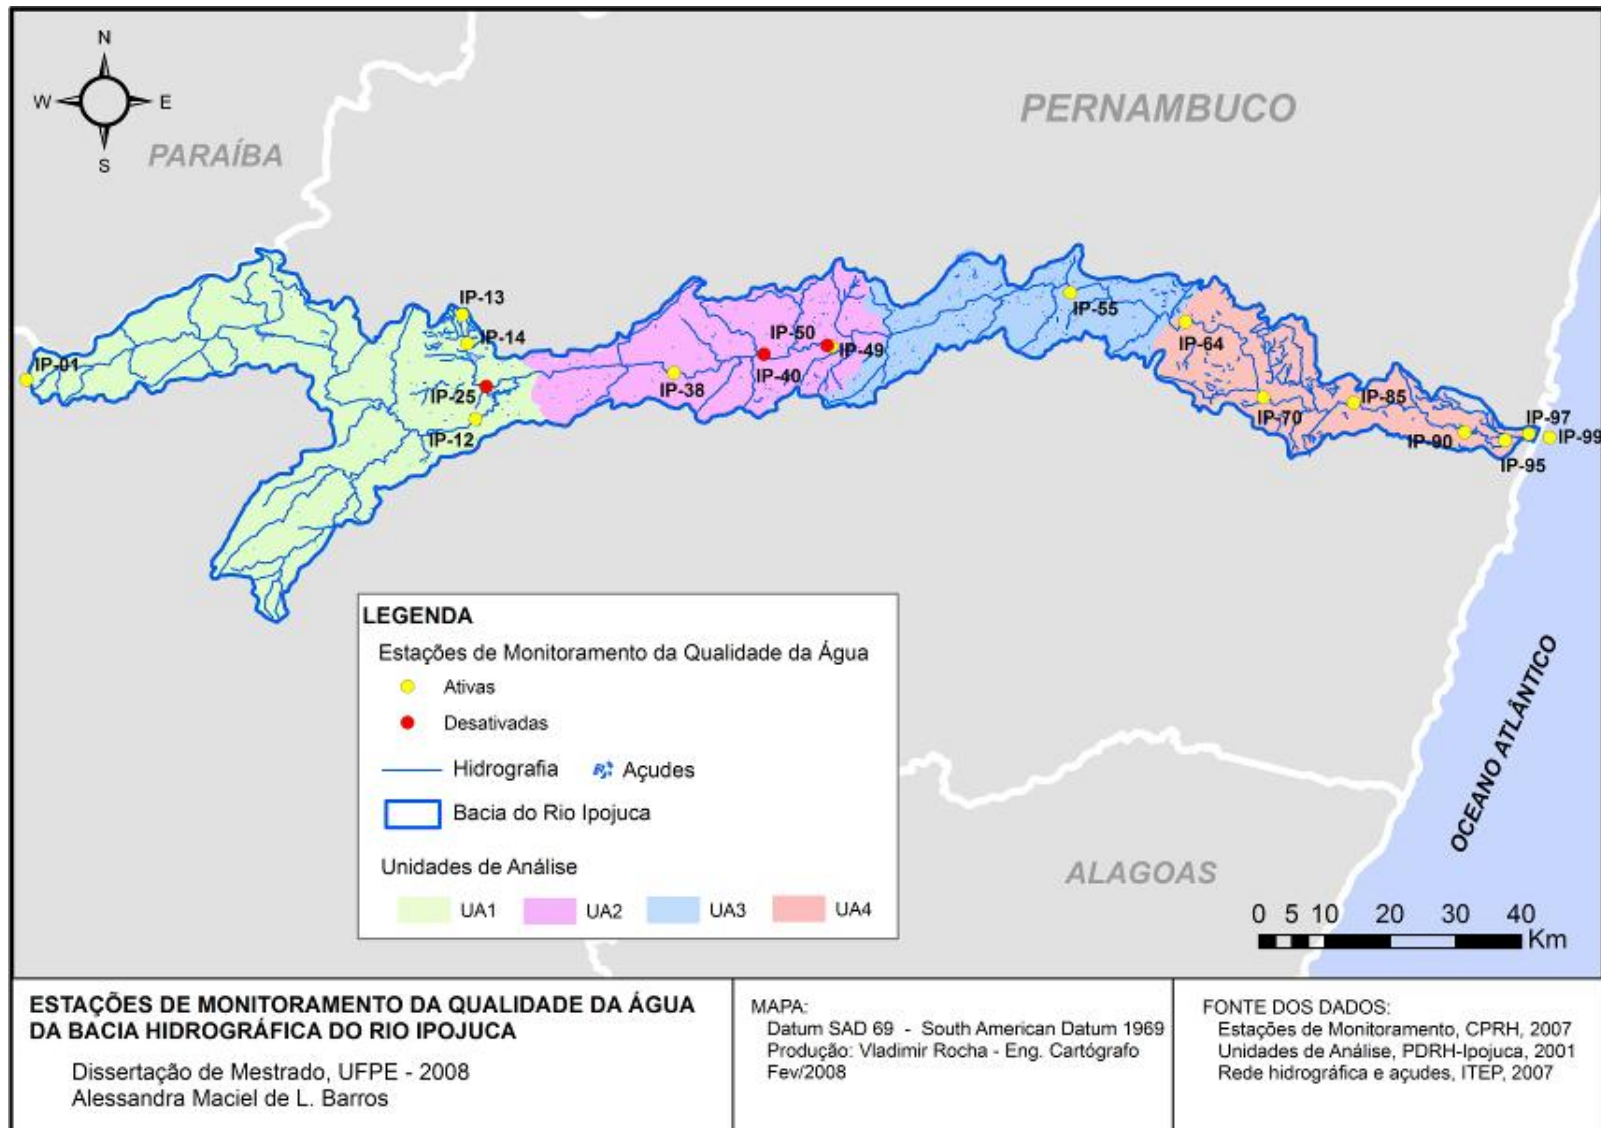 N
W E
S
PARAÍBA
PERNAMBUCO
IP-01
IP-13
IP-14
IP-25
IP-12
IP-38
IP-50
IP-40
IP-49
IP-55
IP-64
IP-70
IP-85
IP-90
IP-95
IP-97
IP-99
LEGENDA
Estações de Monitoramento da Qualidade da Água
Ativas
Desativadas
Hidrografia Açudes
Bacia do Rio Ipojuca
Unidades de Análise
UA1 UA2 UA3 UA4
ALAGOAS
OCEANO ATLÂNTICO
0 5 10 20 30 40
Km
ESTAÇÕES DE MONITORAMENTO DA QUALIDADE DA ÁGUA
DA BACIA HIDROGRÁFICA DO RIO IPOJUCA
Dissertação de Mestrado, UFPE - 2008
Alessandra Maciel de L. Barros
MAPA:
Datum SAD 69 - South American Datum 1969
Produção: Vladimir Rocha - Eng. Cartógrafo
Fev/2008
FONTE DOS DADOS:
Estações de Monitoramento, CPRH, 2007
Unidades de Análise, PDRH-Ipojuca, 2001
Rede hidrográfica e açudes, ITEP, 2007